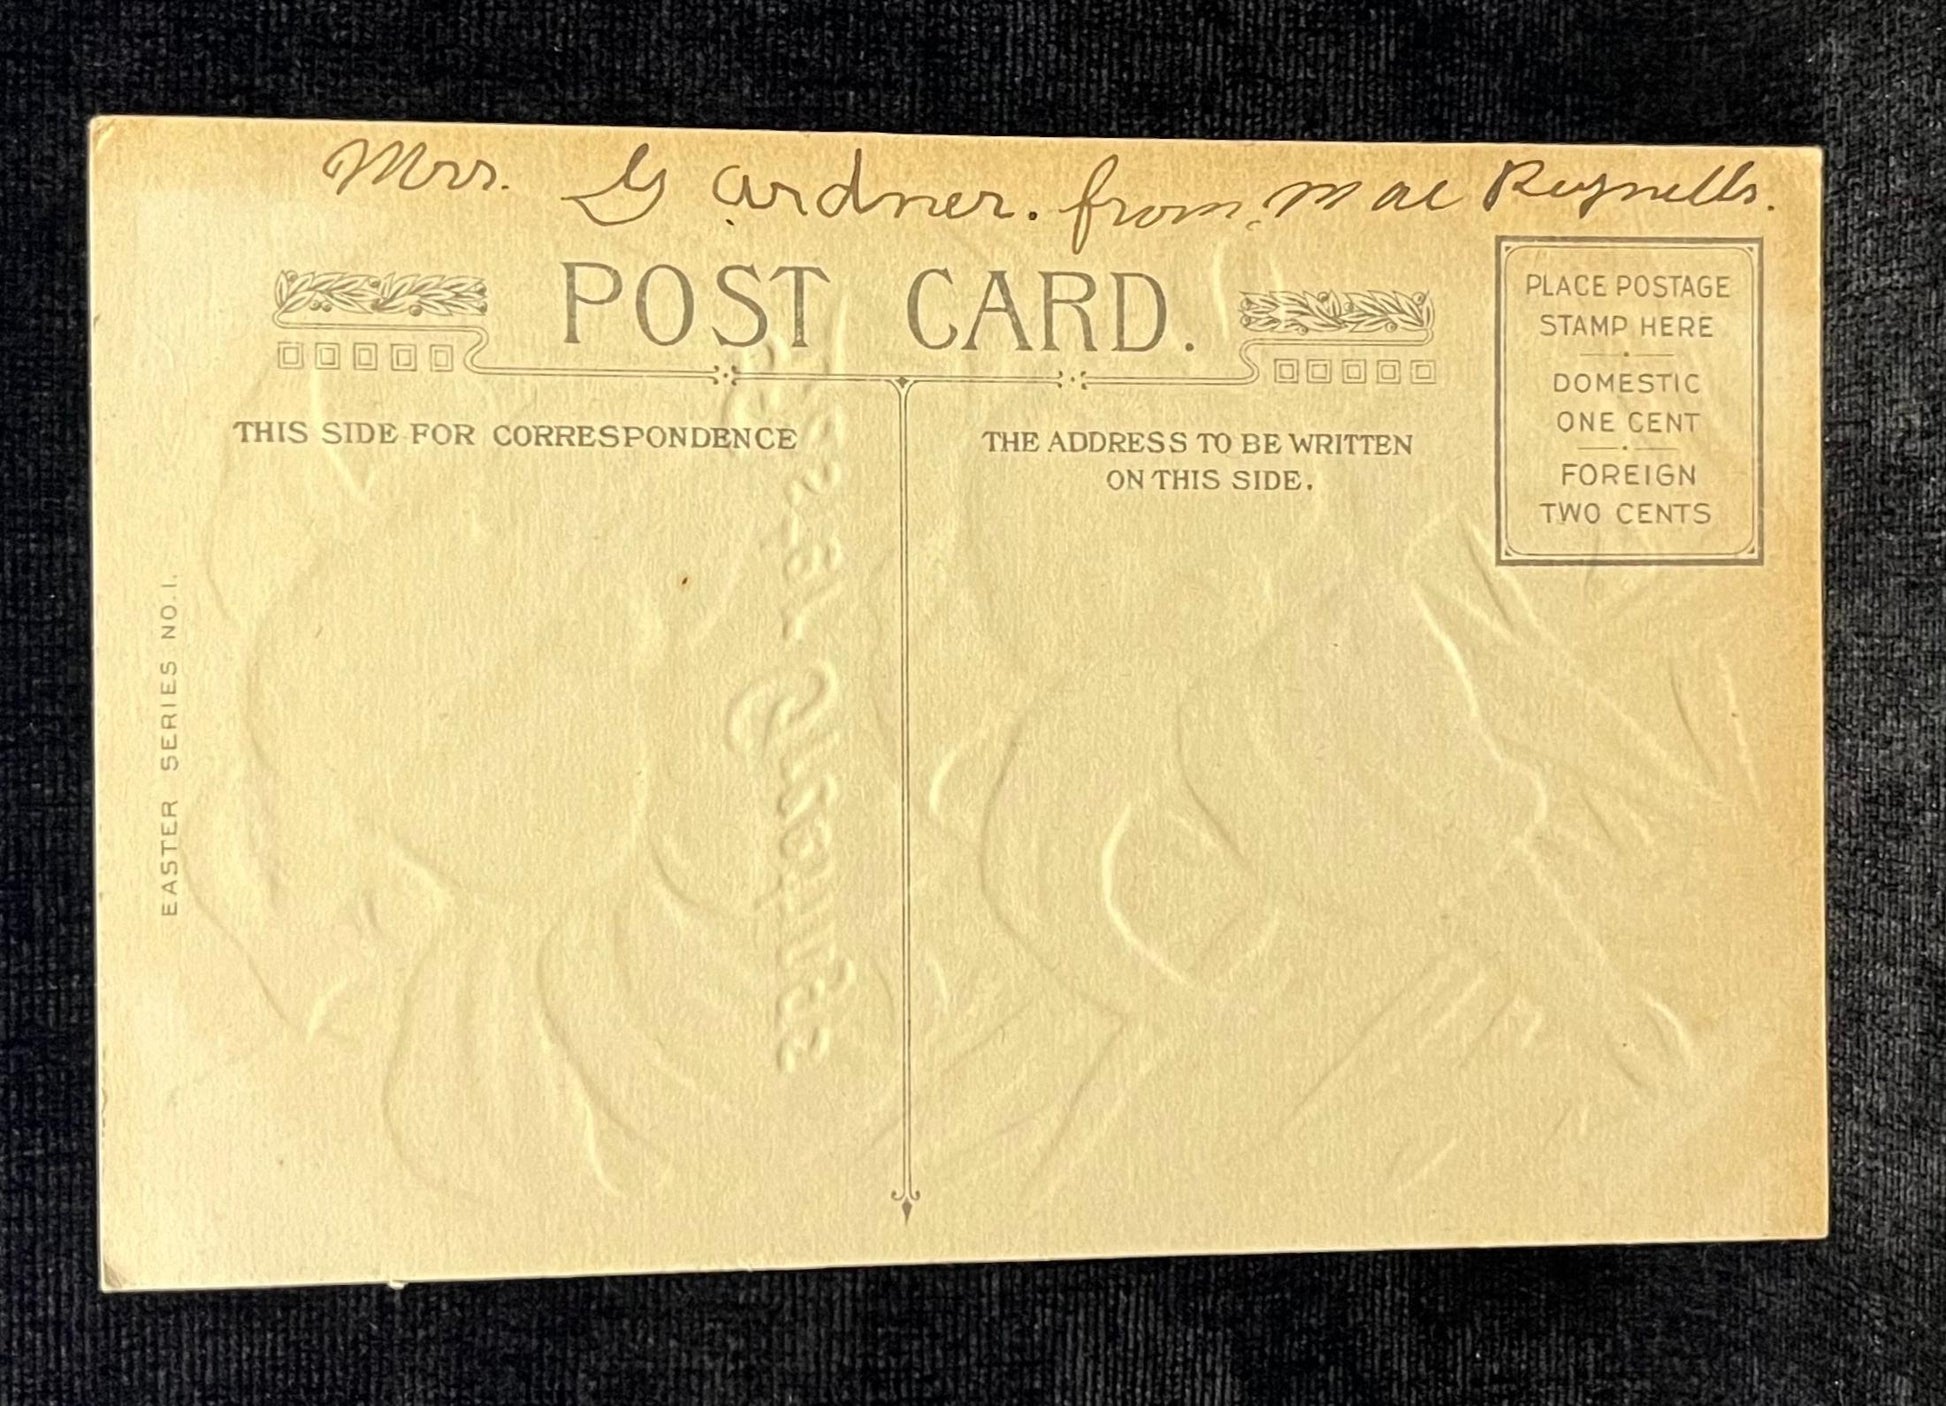 Mrs. Gardner. from Mae Reynells.
POST CARD.
THIS SIDE FOR CORRESPONDENCE
THE ADDRESS TO BE WRITTEN
ON THIS SIDE.
PLACE POSTAGE
STAMP HERE
DOMESTIC
ONE CENT
FOREIGN
TWO CENTS
EASTER SERIES NO. 1.